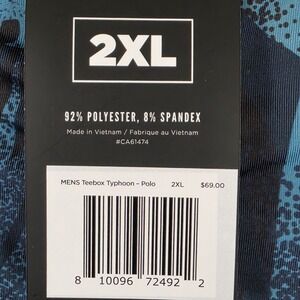 2XL
92% POLYESTER, 8% SPANDEX
Made in Vietnam / Fabrique au Vietnam
#CA61474
MENS Teebox Typhoon – Polo 2XL $69.00
8 10096 72492 2